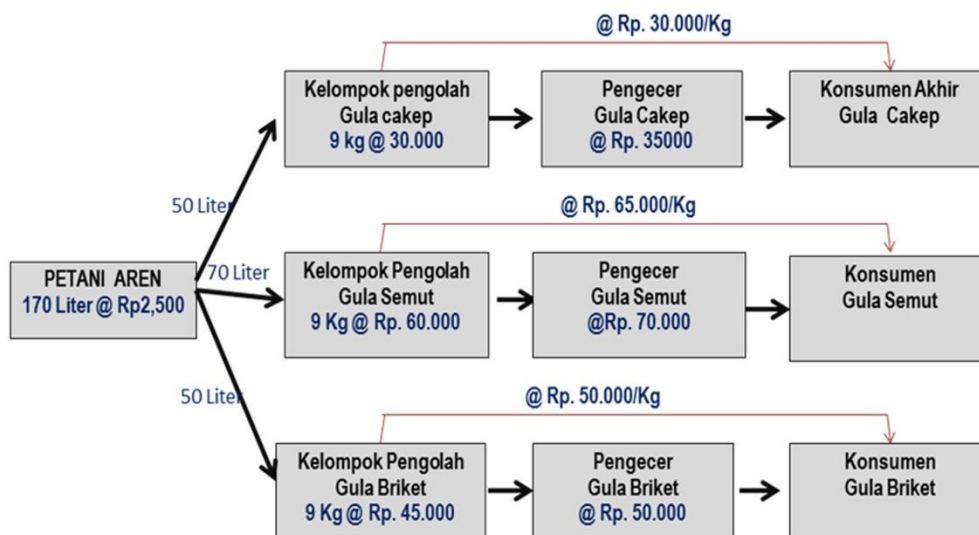 @ Rp. 30.000/Kg
Kelompok pengolah
Gula cakep
9 kg @ 30.000
Pengecer
Gula Cakep
@ Rp. 35000
Konsumen Akhir
Gula Cakep
50 Liter
@ Rp. 65.000/Kg
PETANI AREN
170 Liter @ Rp2,500
70 Liter
Kelompok Pengolah
Gula Semut
9 Kg @ Rp. 60.000
Pengecer
Gula Semut
@Rp. 70.000
Konsumen
Gula Semut
50 Liter
@ Rp. 50.000/Kg
Kelompok Pengolah
Gula Briket
9 Kg @ Rp. 45.000
Pengecer
Gula Briket
@ Rp. 50.000
Konsumen
Gula Briket